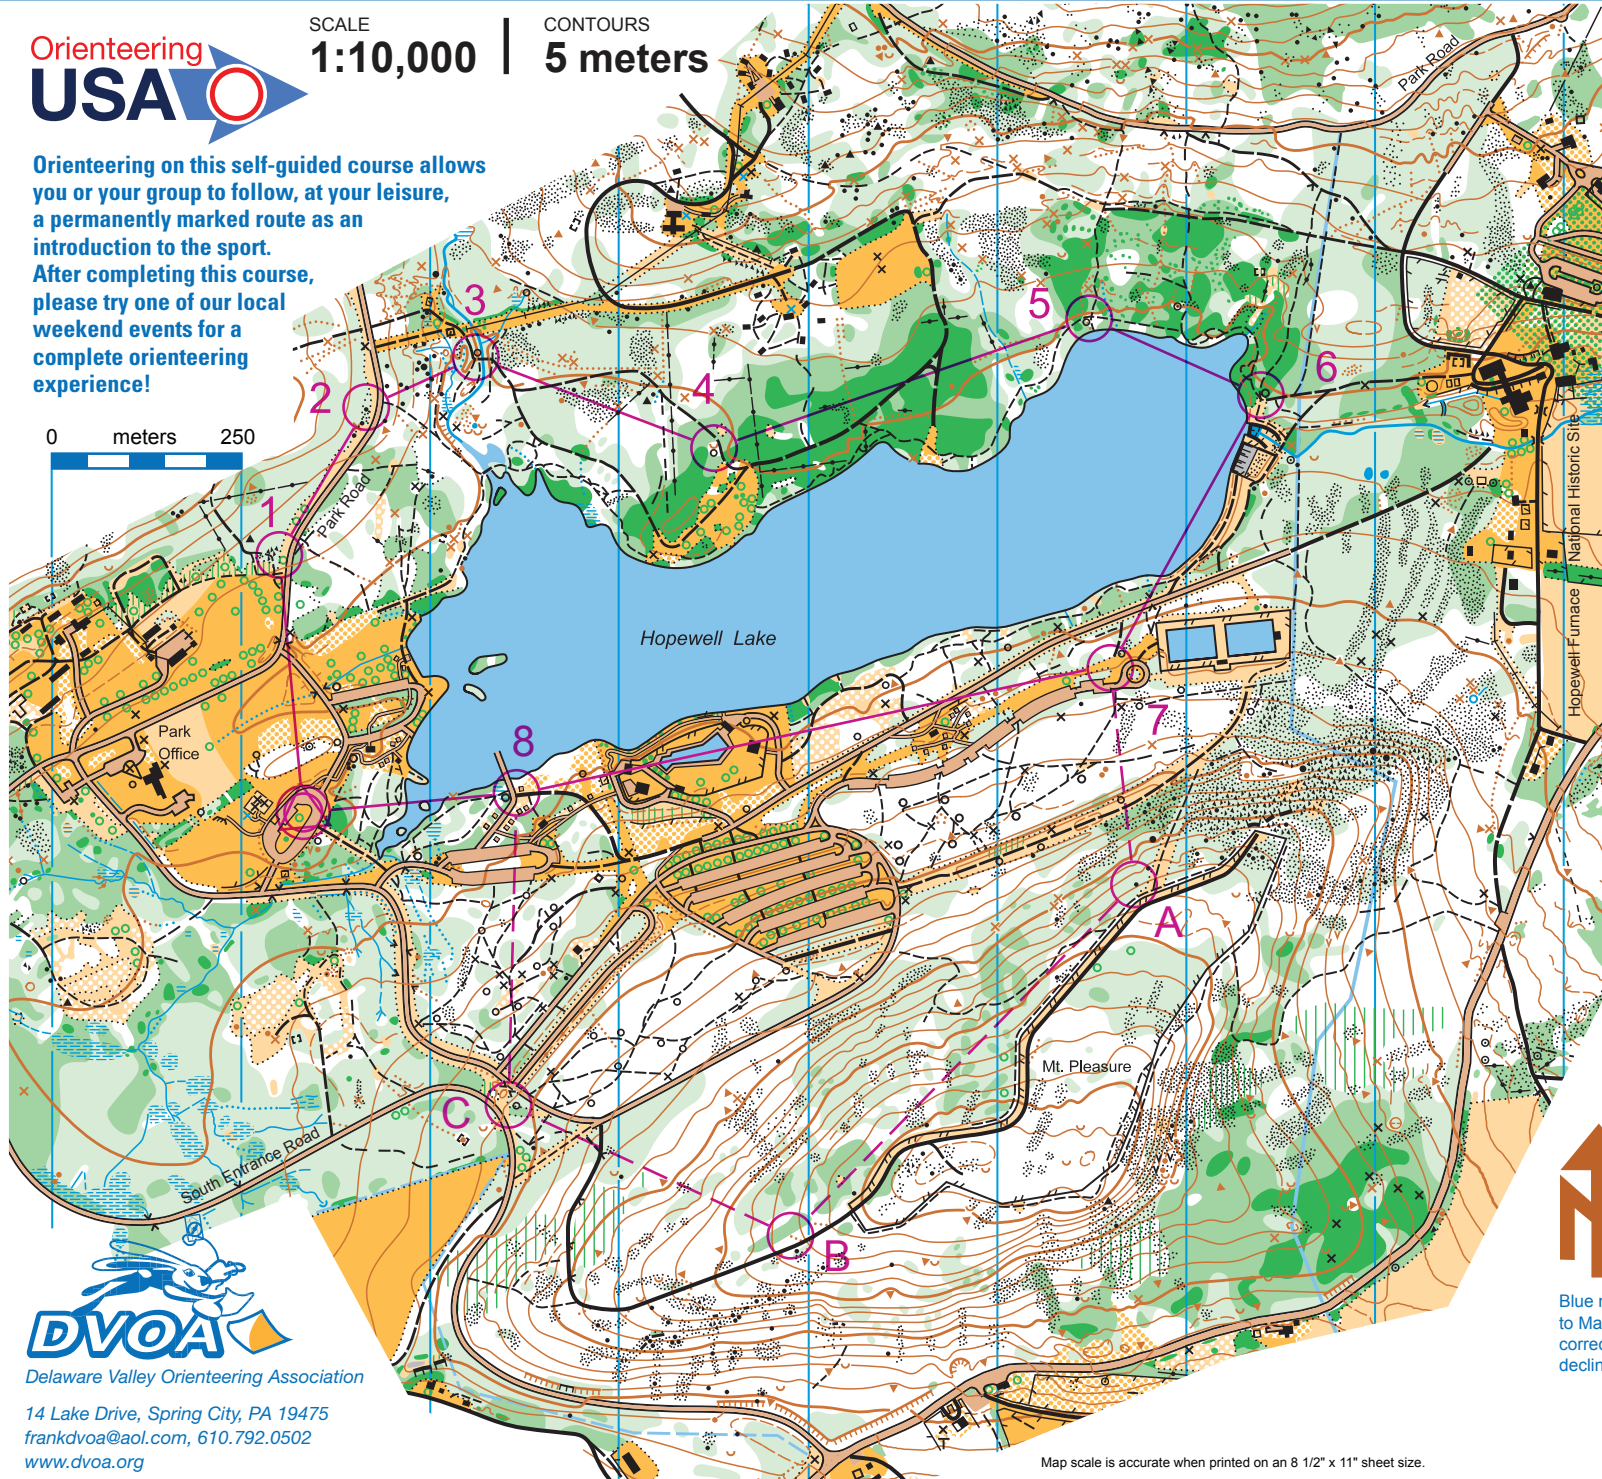 Orienteering
USA
SCALE
1:10,000
CONTOURS
5 meters
Orienteering on this self-guided course allows
you or your group to follow, at your leisure,
a permanently marked route as an
introduction to the sport.
After completing this course,
please try one of our local
weekend events for a
complete orienteering
experience!
0 meters 250
Park Road
3
5
2
4
6
1
Park Road
Hopewell Furnace National Historic Site
Hopewell Lake
7
8
Park
Office
A
Mt. Pleasure
C
South Entrance Road
B
DVOA
Delaware Valley Orienteering Association
14 Lake Drive, Spring City, PA 19475
frankdvoa@aol.com, 610.792.0502
www.dvoa.org
to Ma
correc
declin
Map scale is accurate when printed on an 8 1/2" x 11" sheet size.